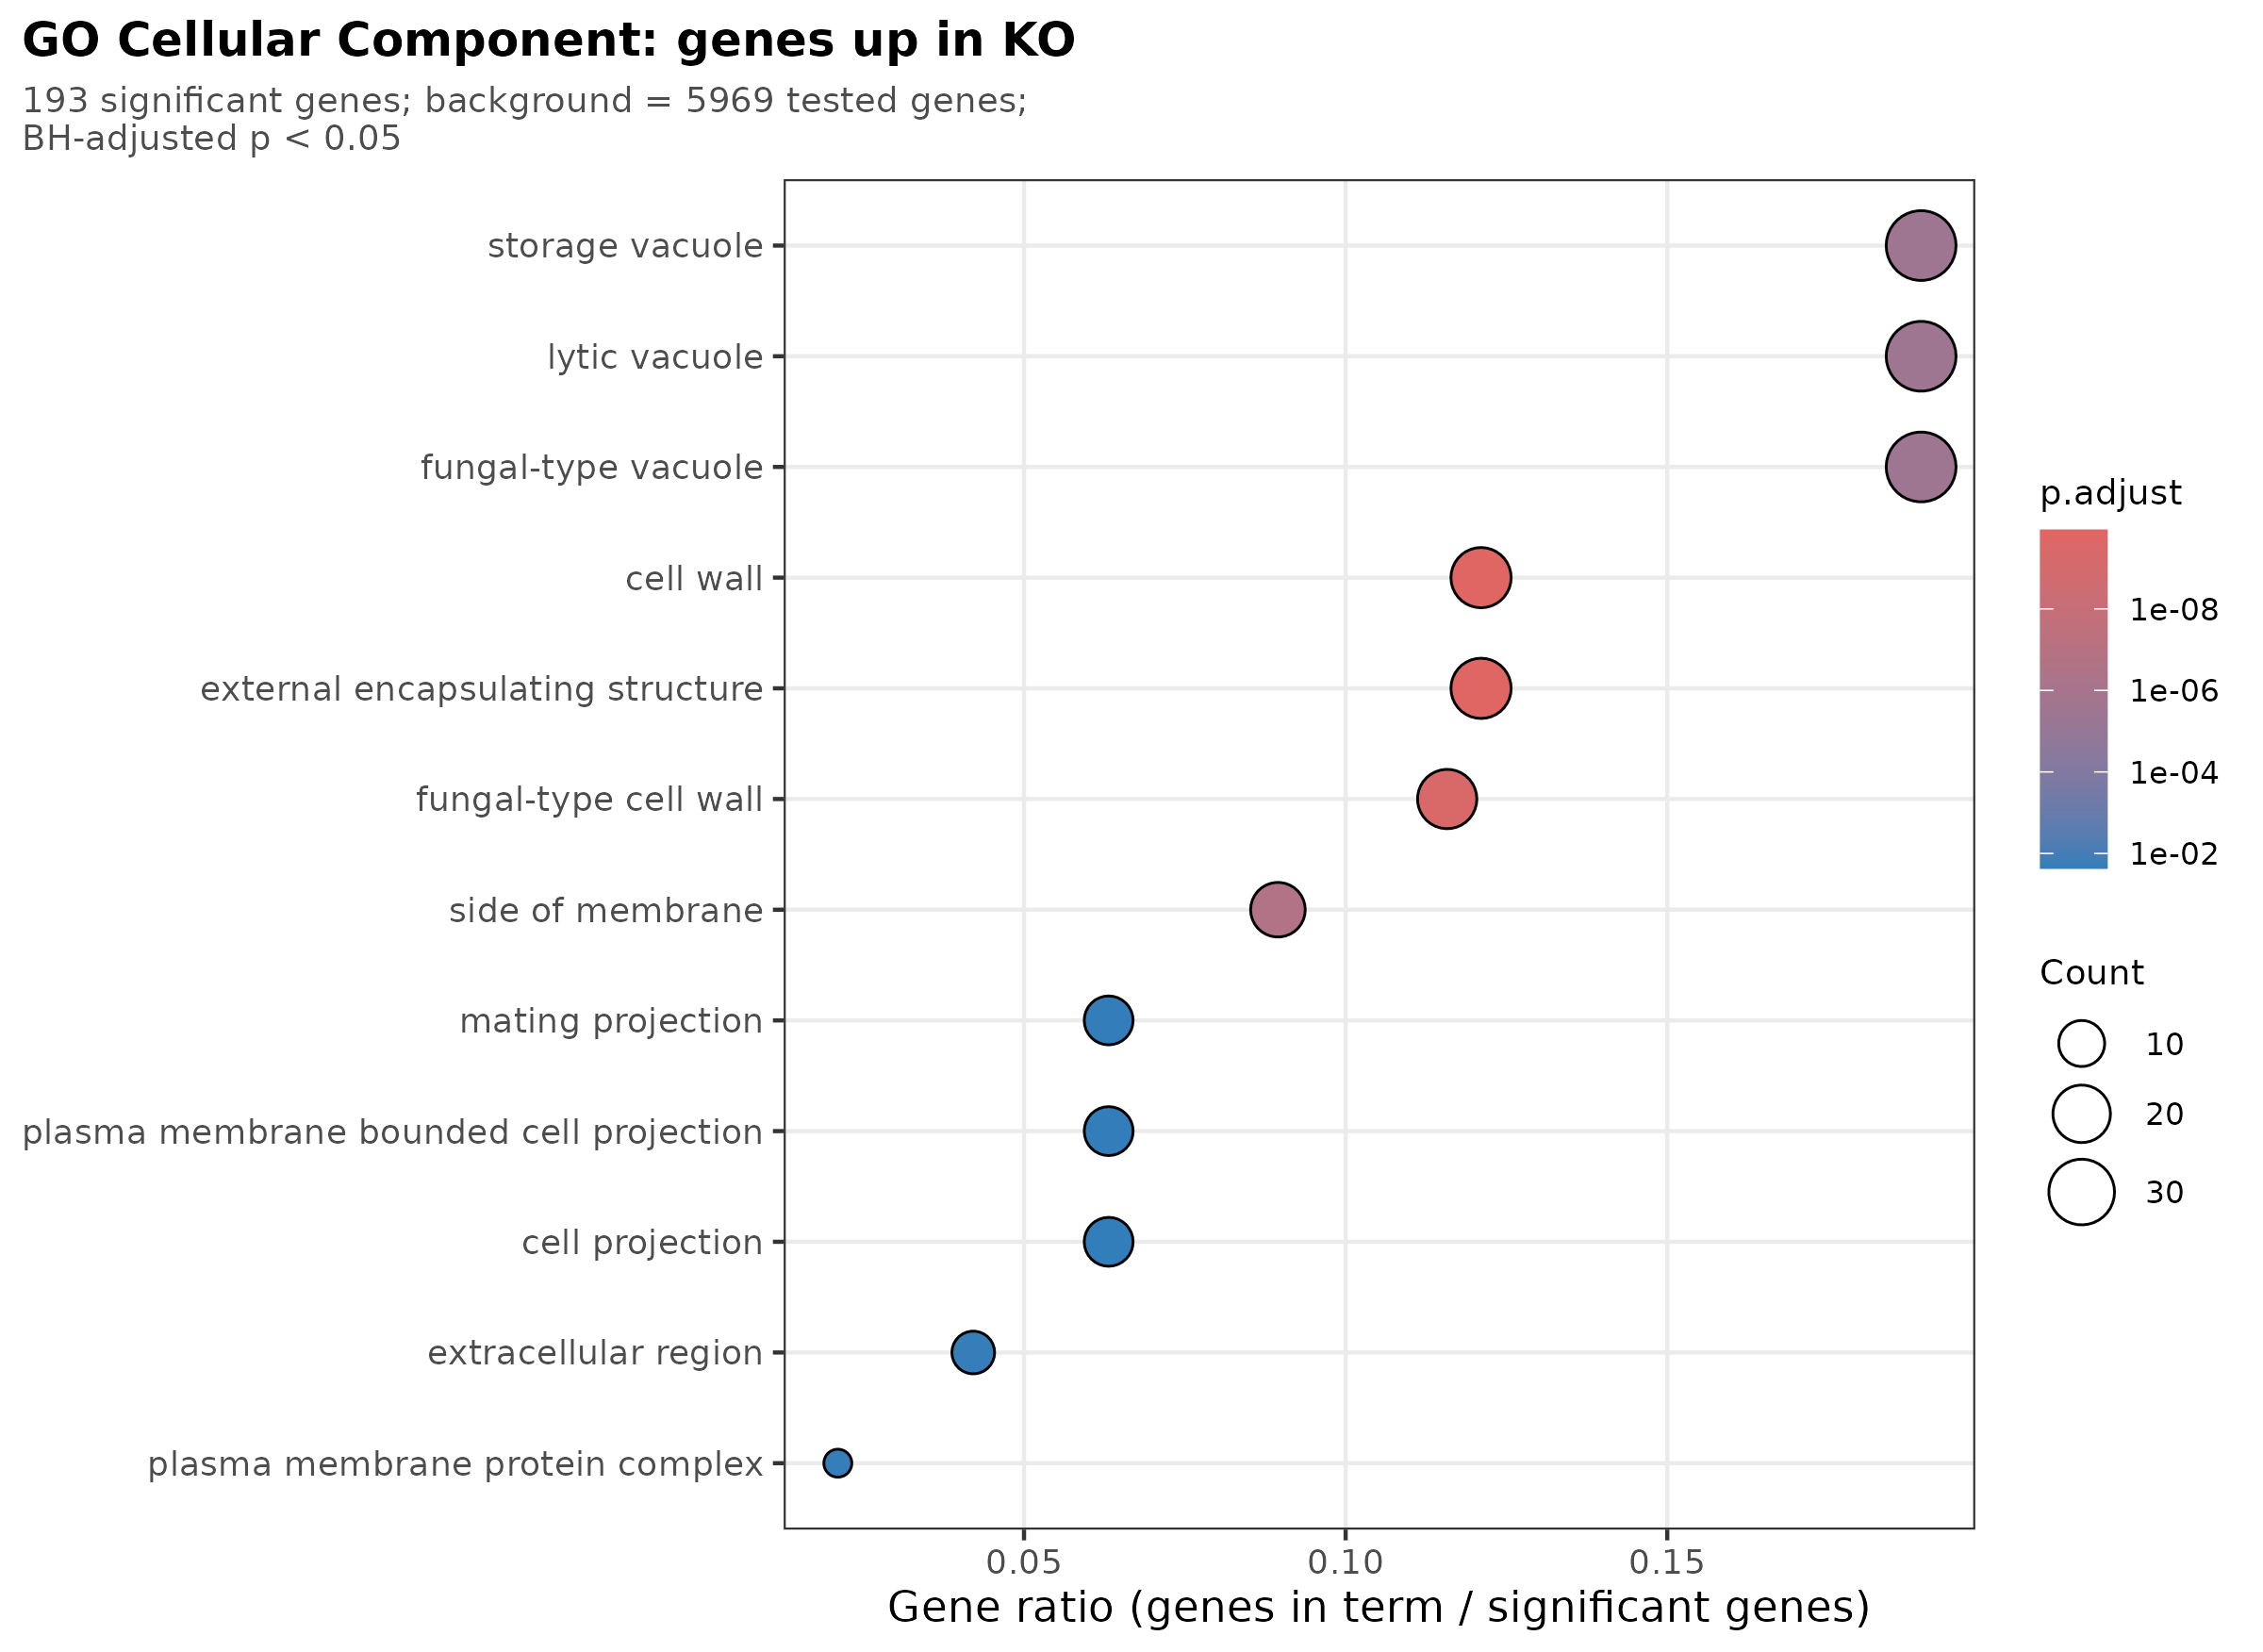 GO Cellular Component: genes up in KO
193 significant genes; background = 5969 tested genes;
BH-adjusted p < 0.05
storage vacuole
lytic vacuole
fungal-type vacuole
cell wall
external encapsulating structure
fungal-type cell wall
side of membrane
mating projection
plasma membrane bounded cell projection
cell projection
extracellular region
plasma membrane protein complex
0.05
0.10
0.15
Gene ratio (genes in term / significant genes)
p.adjust
1e-08
1e-06
1e-04
1e-02
Count
10
20
30